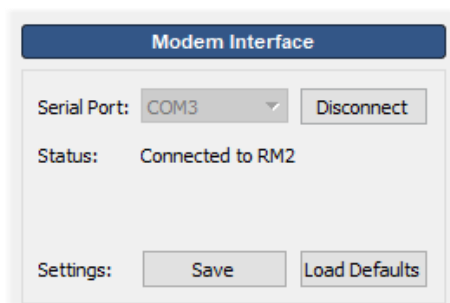 Modem Interface
Serial Port: COM3 Disconnect
Status: Connected to RM2
Settings: Save Load Defaults